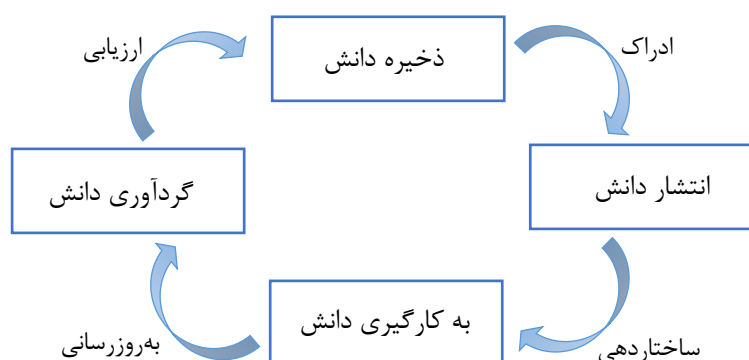 ذخیره دانش
ادراک
ارزیابی
انتشار دانش
گردآوری دانش
به کارگیری دانش
ساختاردهی
به‌روزرسانی